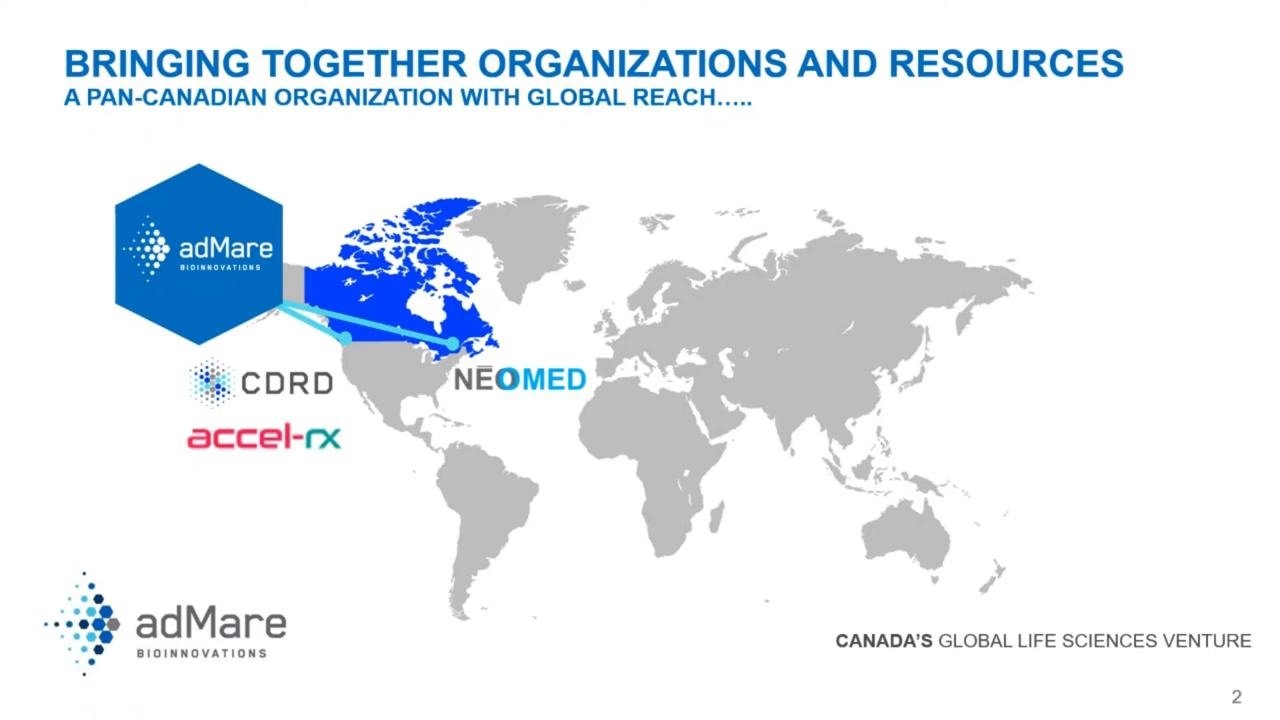 BRINGING TOGETHER ORGANIZATIONS AND RESOURCES
A PAN-CANADIAN ORGANIZATION WITH GLOBAL REACH.....
adMare
BIOINNOVATIONS
CDRD
accel-rx
NĒOOMED
adMare
BIOINNOVATIONS
CANADA'S GLOBAL LIFE SCIENCES VENTURE
2